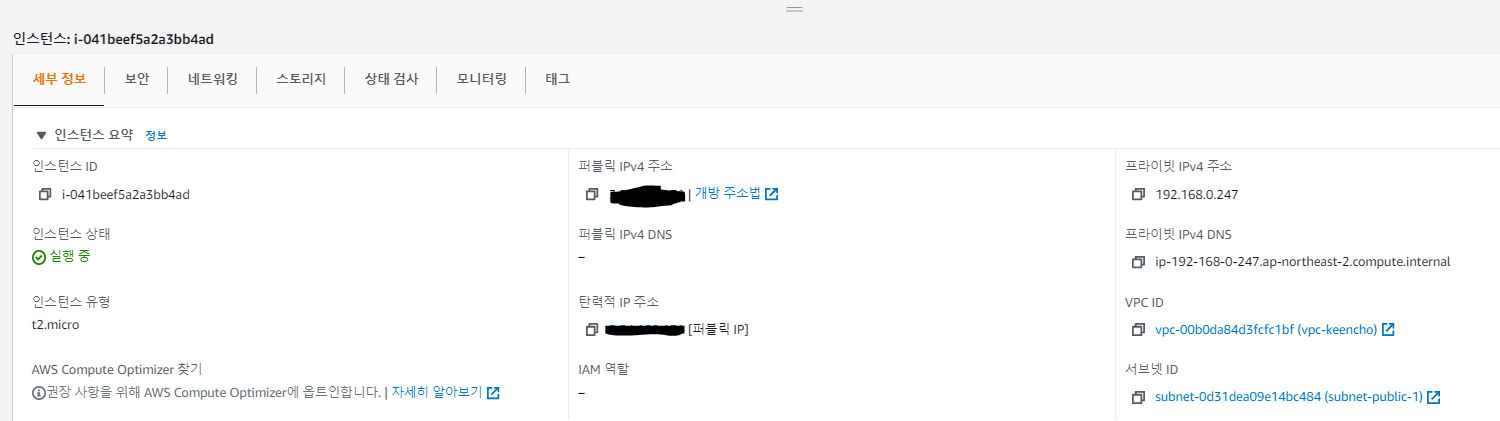 인스턴스: i-041beef5a2a3bb4ad
세부 정보
보안
네트워킹
스토리지
상태 검사
모니터링
태그
인스턴스 요약 정보
인스턴스 ID
i-041beef5a2a3bb4ad
퍼블릭 IPv4 주소
| 개방 주소법
프라이빗 IPv4 주소
192.168.0.247
인스턴스 상태
실행 중
퍼블릭 IPv4 DNS
–
프라이빗 IPv4 DNS
ip-192-168-0-247.ap-northeast-2.compute.internal
인스턴스 유형
t2.micro
탄력적 IP 주소
[퍼블릭 IP]
VPC ID
vpc-00b0da84d3fcfc1bf (vpc-keencho)
AWS Compute Optimizer 찾기
권장 사항을 위해 AWS Compute Optimizer에 옵트인합니다. | 자세히 알아보기
IAM 역할
–
서브넷 ID
subnet-0d31dea09e14bc484 (subnet-public-1)